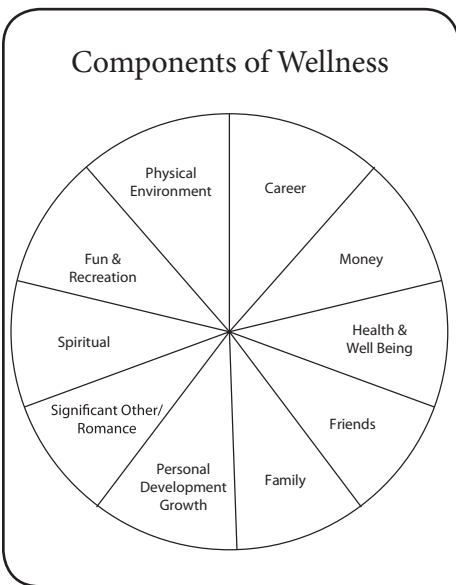 Components of Wellness
Physical
Environment
Career
Money
Health &
Well Being
Friends
Family
Personal
Development
Growth
Significant Other/
Romance
Spiritual
Fun &
Recreation